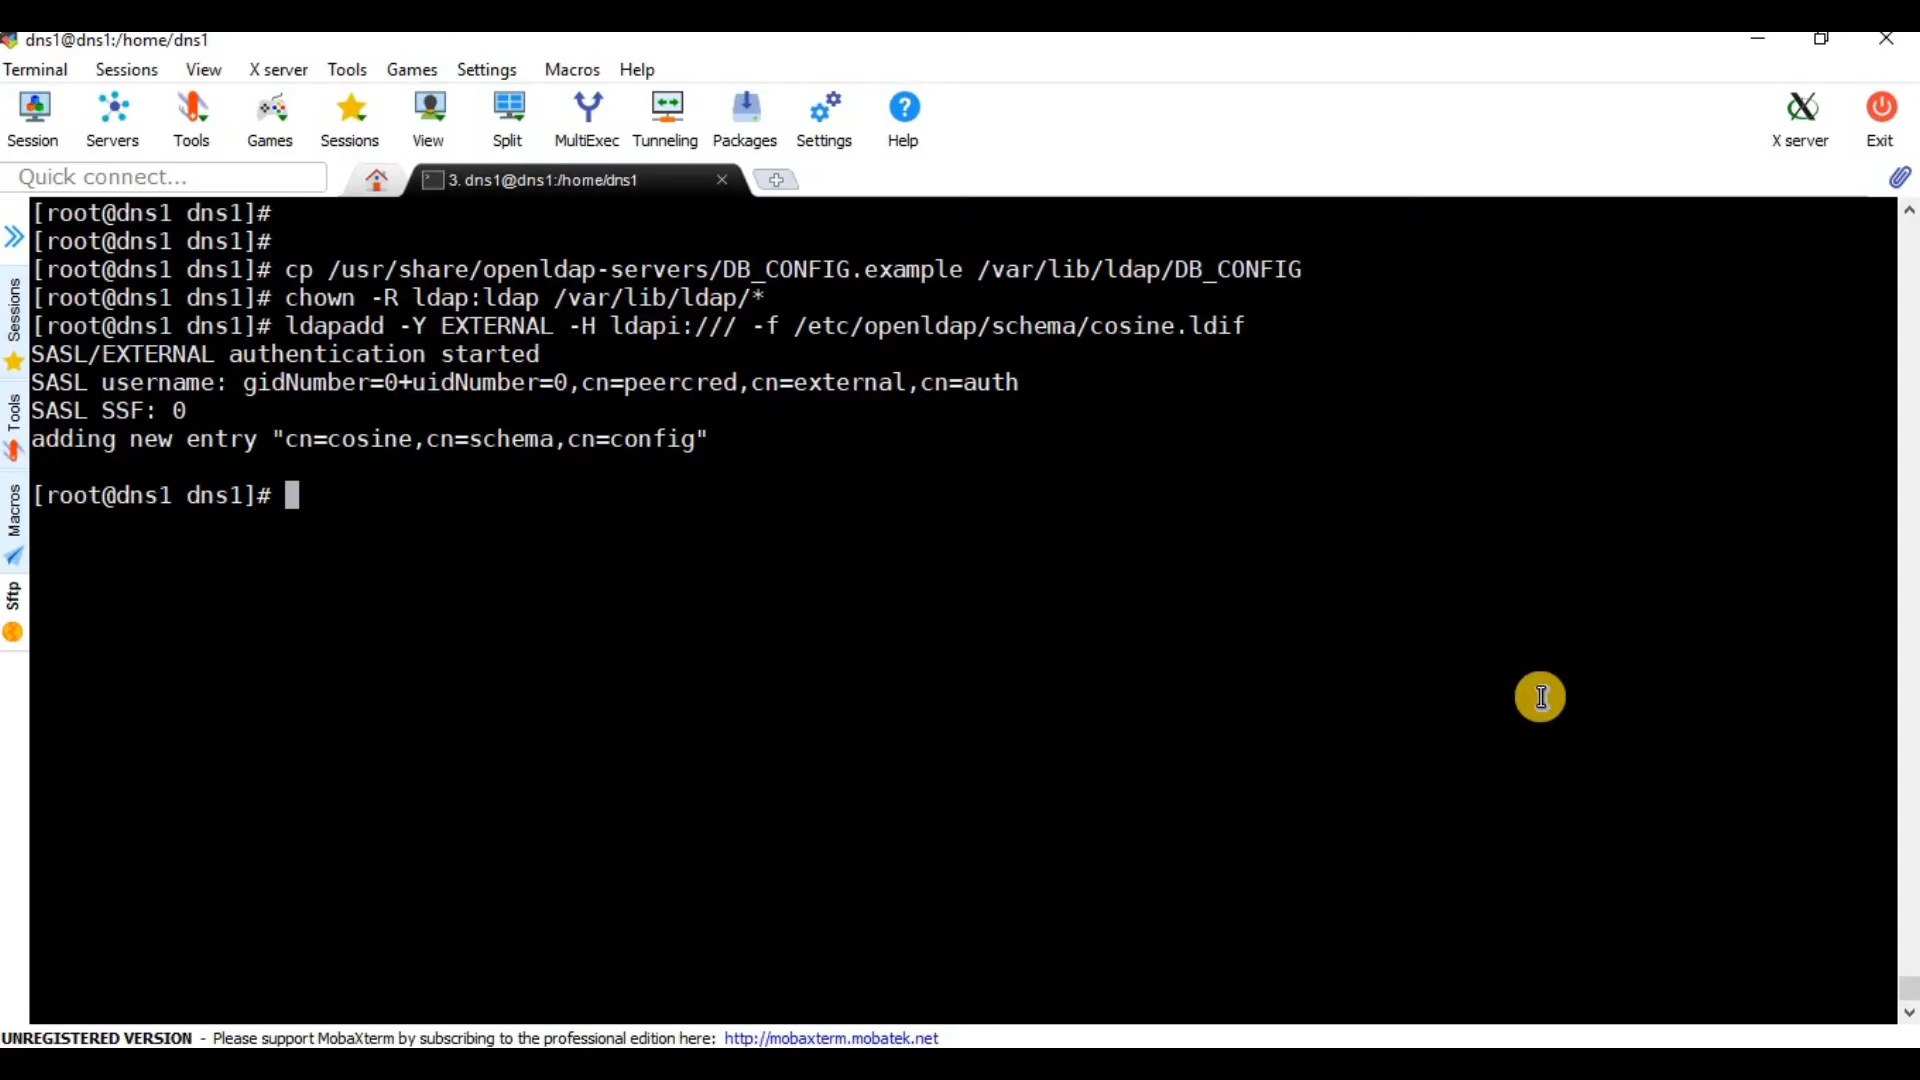 dns1@dns1:/home/dns1
Terminal Sessions View X server Tools Games Settings Macros Help
Session Servers Tools Games Sessions View Split MultiExec Tunneling Packages Settings Help X server Exit
Quick connect... 3. dns1@dns1:/home/dns1
[root@dns1 dns1]#
[root@dns1 dns1]#
[root@dns1 dns1]# cp /usr/share/openldap-servers/DB_CONFIG.example /var/lib/ldap/DB_CONFIG
[root@dns1 dns1]# chown -R ldap:ldap /var/lib/ldap/*
[root@dns1 dns1]# ldapadd -Y EXTERNAL -H ldapi:/// -f /etc/openldap/schema/cosine.ldif
SASL/EXTERNAL authentication started
SASL username: gidNumber=0+uidNumber=0,cn=peercred,cn=external,cn=auth
SASL SSF: 0
adding new entry "cn=cosine,cn=schema,cn=config"
[root@dns1 dns1]#
Sessions
Tools
Macros
Sftp
UNREGISTERED VERSION - Please support MobaXterm by subscribing to the professional edition here: http://mobaxterm.mobatek.net